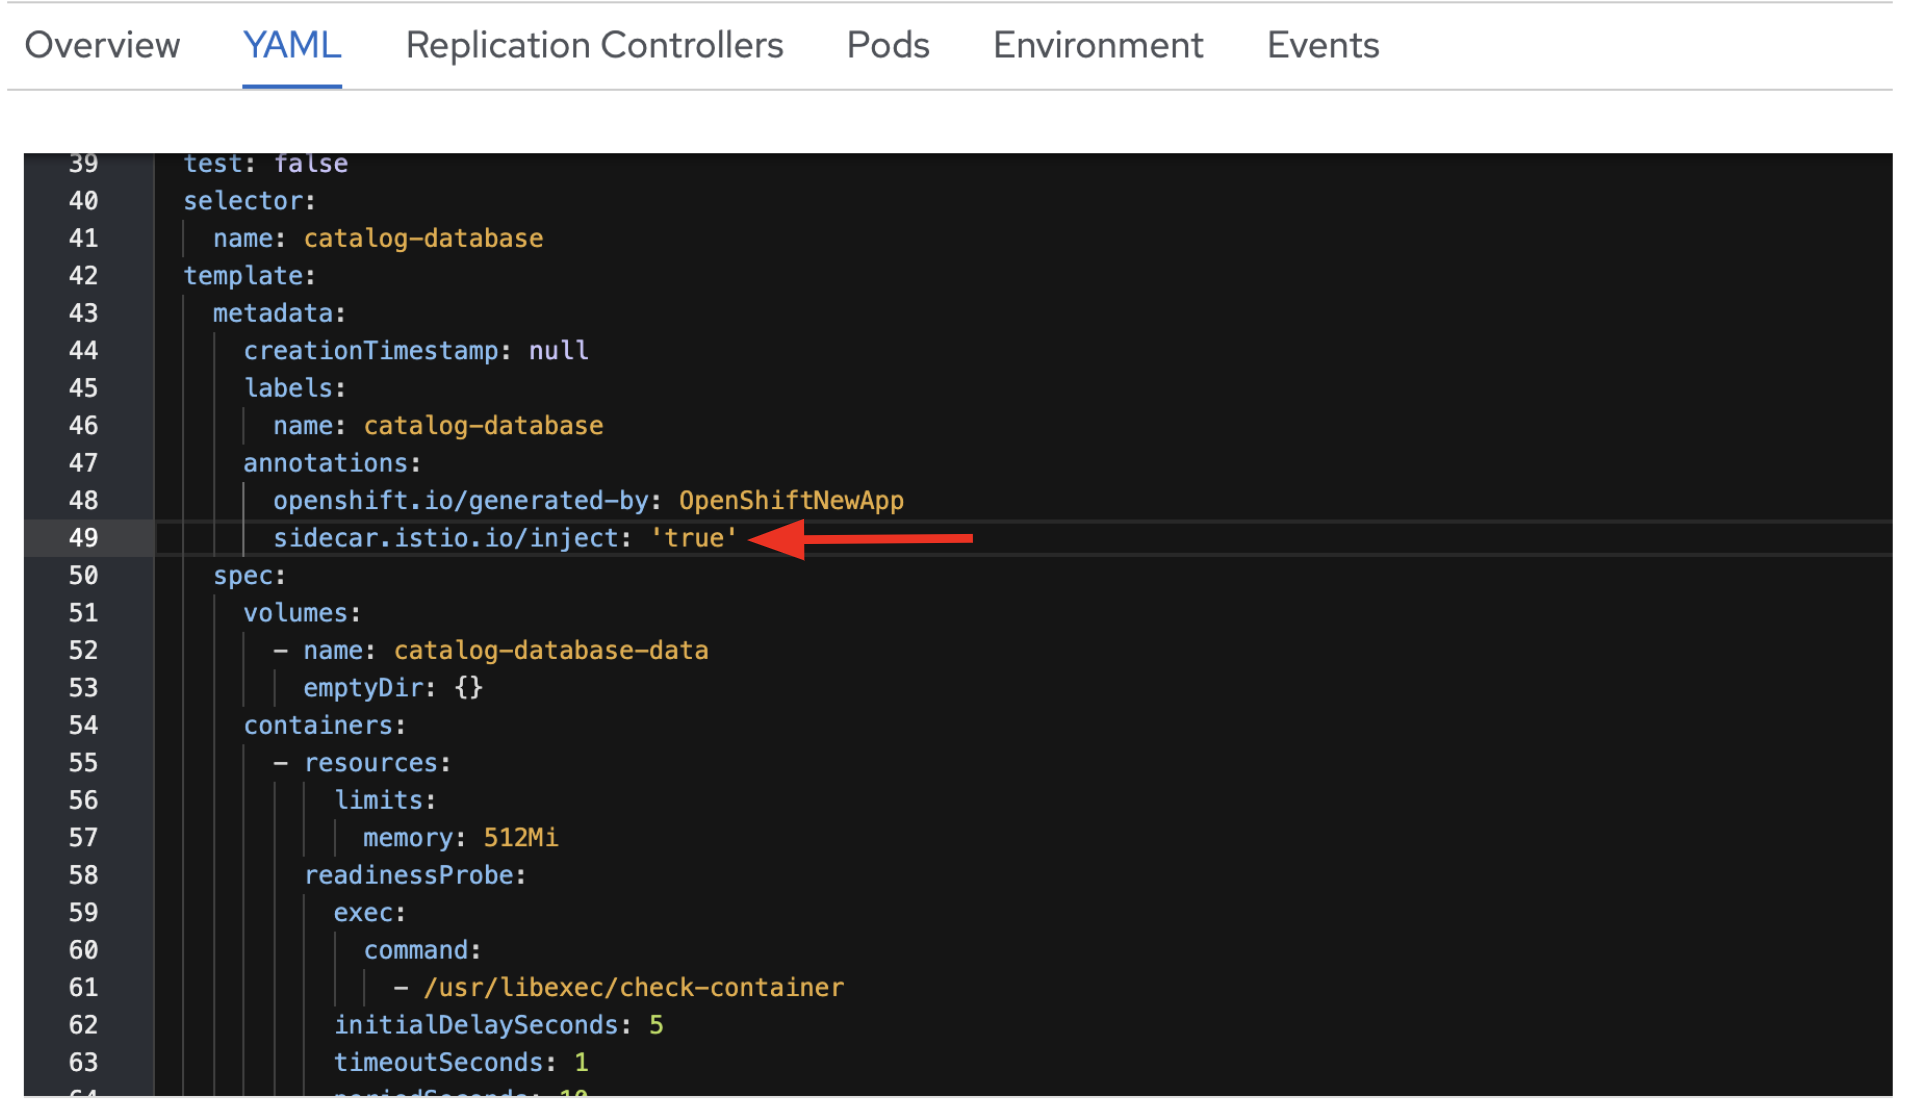 Overview YAML Replication Controllers Pods Environment Events
39 test: false
40 selector:
41 name: catalog-database
42 template:
43 metadata:
44 creationTimestamp: null
45 labels:
46 name: catalog-database
47 annotations:
48 openshift.io/generated-by: OpenShiftNewApp
49 sidecar.istio.io/inject: 'true'
50 spec:
51 volumes:
52 - name: catalog-database-data
53 emptyDir: {}
54 containers:
55 - resources:
56 limits:
57 memory: 512Mi
58 readinessProbe:
59 exec:
60 command:
61 - /usr/libexec/check-container
62 initialDelaySeconds: 5
63 timeoutSeconds: 1
64 periodSeconds: 10